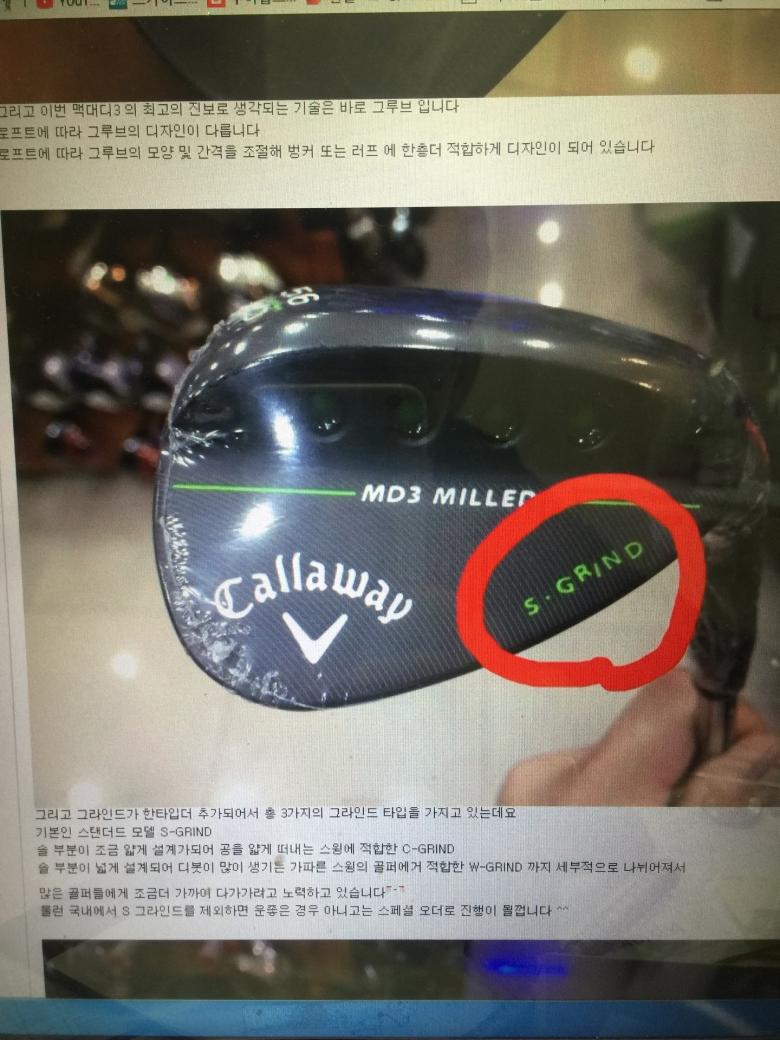 그리고 이번 맥대디3의 최고의 진보로 생각되는 기술은 바로 그루브 입니다
로프트에 따라 그루브의 디자인이 다릅니다
로프트에 따라 그루브의 모양 및 간격을 조절해 벙커 또는 러프 에 한층더 적합하게 디자인이 되어 있습니다
56
MD3 MILLED
S·GRIND
Callaway
그리고 그라인드가 한타입더 추가되어서 총 3가지의 그라인드 타입을 가지고 있는데요
기본인 스탠더드 모델 S-GRIND
솔 부분이 조금 얇게 설계가되어 공을 얇게 떠내는 스윙에 적합한 C-GRIND
솔 부분이 넓게 설계되어 디봇이 많이 생기는 가파른 스윙의 골퍼에게 적합한 W-GRIND 까지 세부적으로 나뉘어져서
많은 골퍼들에게 조금더 가까이 다가가려고 노력하고 있습니다
물런 국내에서 S 그라인드를 제외하면 운좋은 경우 아니고는 스페셜 오더로 진행이 될껍니다 ^^